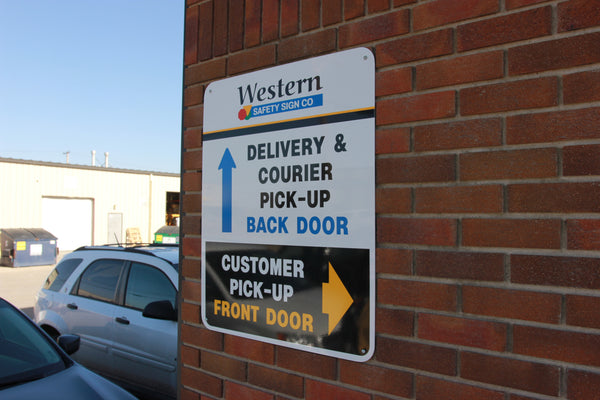 Western
SAFETY SIGN CO
DELIVERY &
COURIER
PICK-UP
BACK DOOR
CUSTOMER
PICK-UP
FRONT DOOR